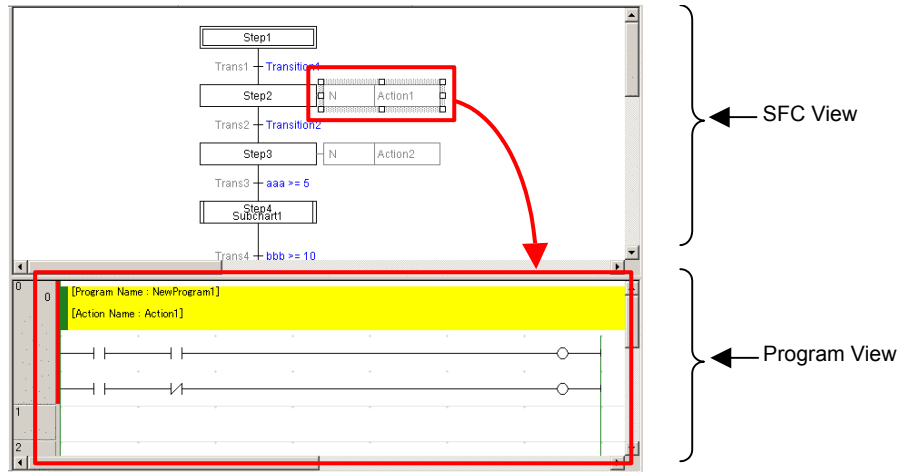 Step1
Trans1 Transition1
Step2 N Action1
Trans2 Transition2
Step3 N Action2
Trans3 aaa >= 5
Step4
Subchart1
Trans4 bbb >= 10
SFC View
0 0 [Program Name : NewProgram1]
[Action Name : Action1]
1
2
Program View